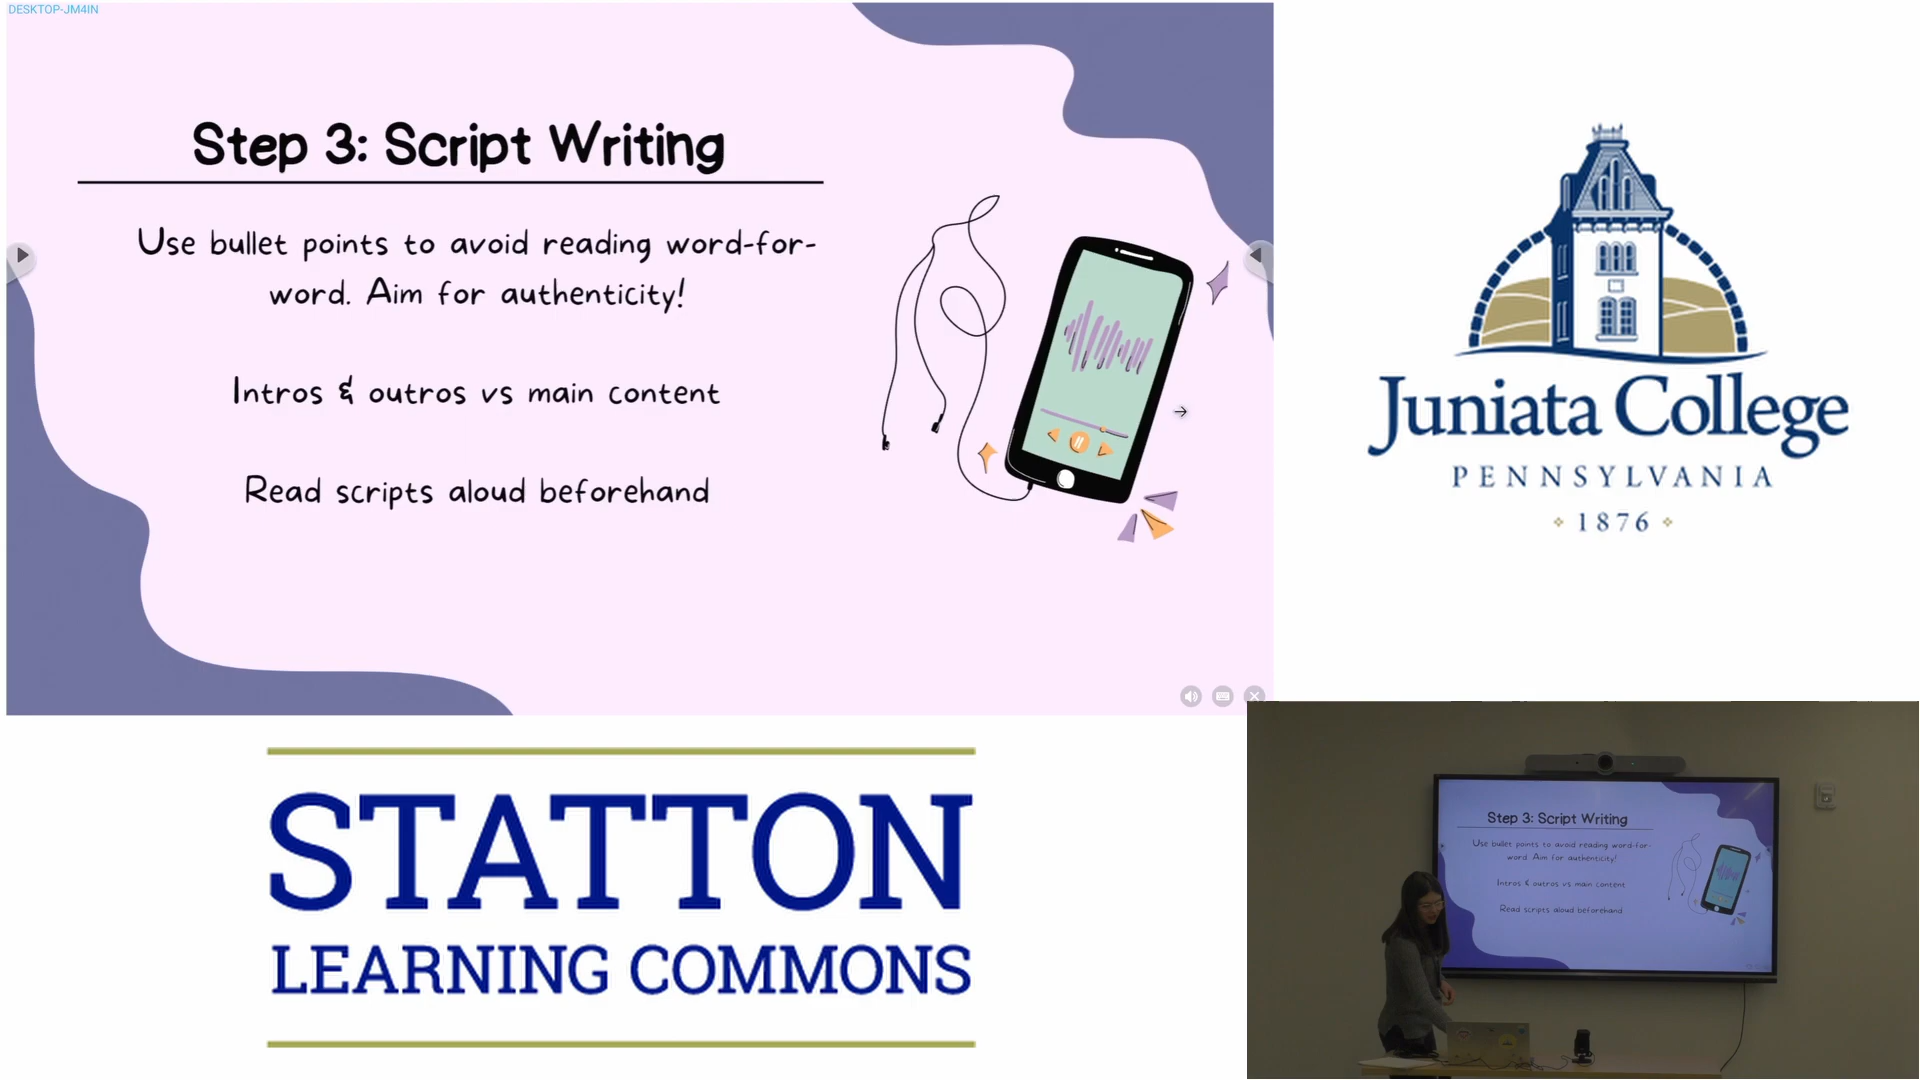 DESKTOP-JM4IN
Step 3: Script Writing
Use bullet points to avoid reading word-for-
word. Aim for authenticity!
Intros & outros vs main content
Read scripts aloud beforehand
Juniata College
PENNSYLVANIA
1876
STATTON
LEARNING COMMONS
Step 3: Script Writing
Use bullet points to avoid reading word-for-
word. Aim for authenticity!
Intros & outros vs main content
Read scripts aloud beforehand